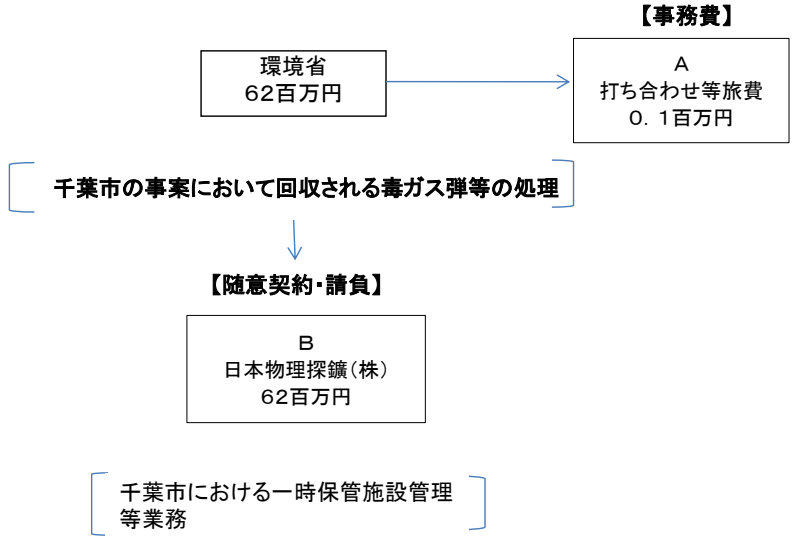 【事務費】
環境省
62百万円
A
打ち合わせ等旅費
0．1百万円
千葉市の事案において回収される毒ガス弾等の処理
【随意契約・請負】
B
日本物理探鑛（株）
62百万円
千葉市における一時保管施設管理
等業務